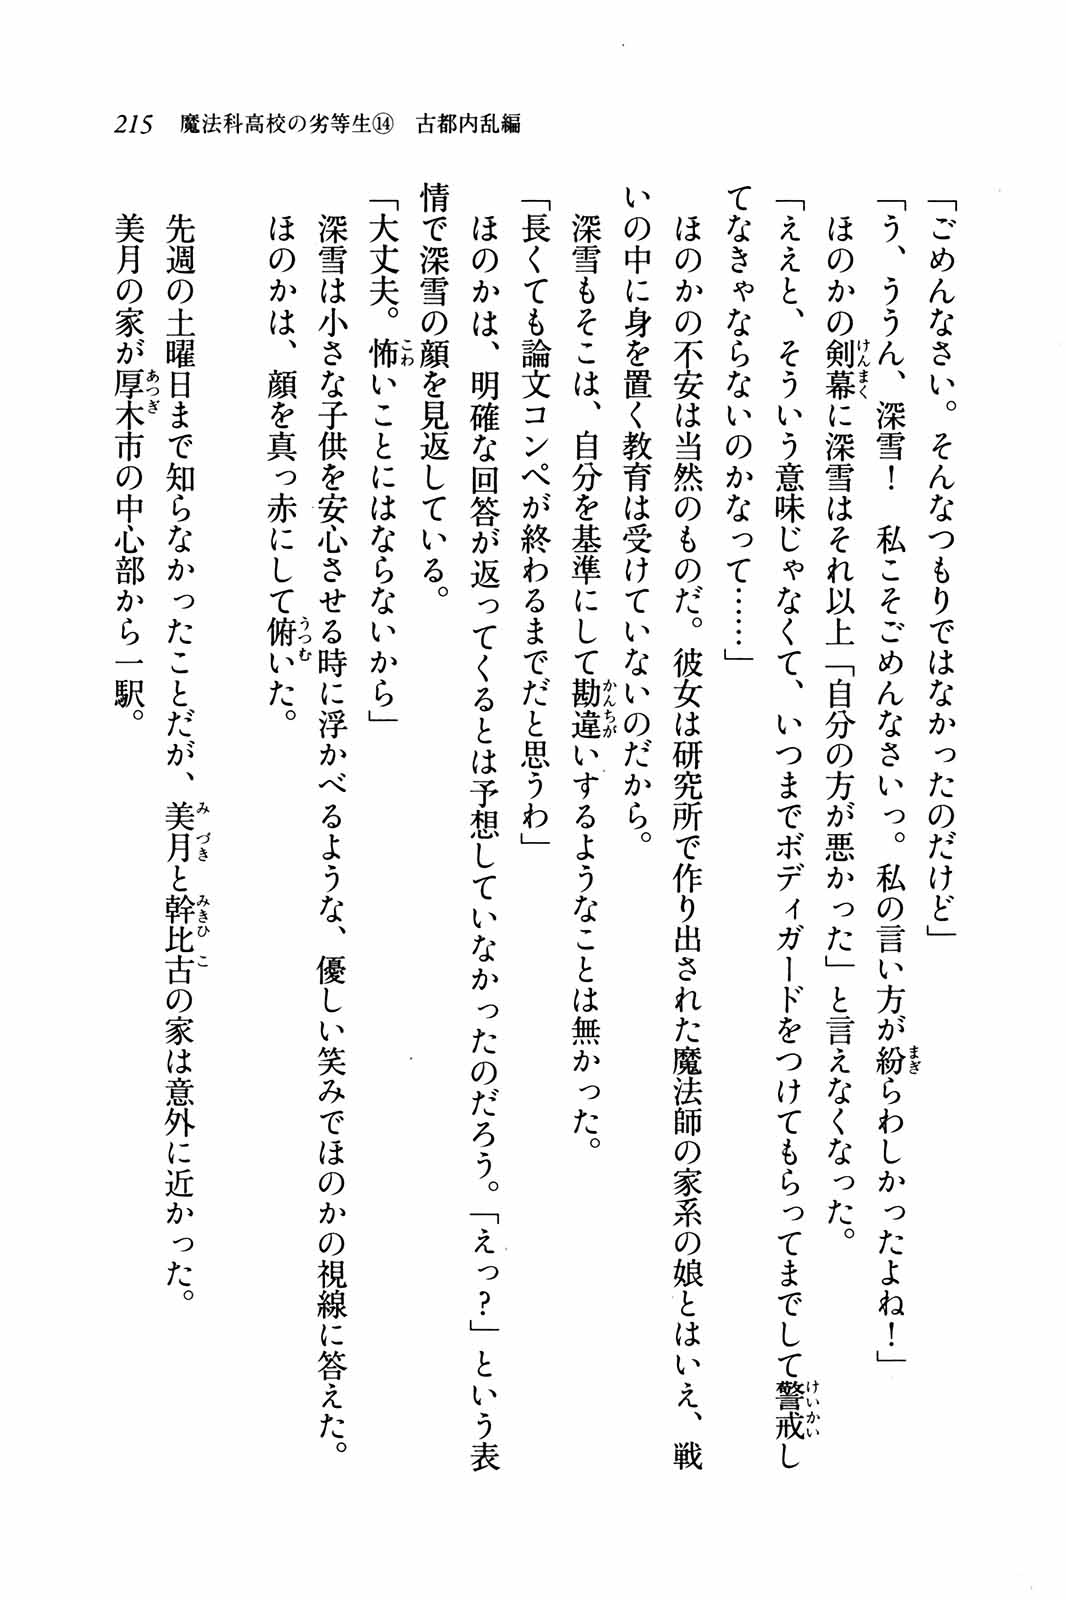 215　魔法科高校の劣等生⑭　古都内乱編
「ごめんなさい。そんなつもりではなかったのだけど」
「う、ううん、深雪！　私こそごめんなさいっ。私の言い方が紛らわしかったよね！」
ほのかの剣幕に深雪はそれ以上「自分の方が悪かった」と言えなくなった。
「ええと、そういう意味じゃなくて、いつまでボディガードをつけてもらってまでして警戒し
てなきゃならないのかなって……」
ほのかの不安は当然のものだ。彼女は研究所で作り出された魔法師の家系の娘とはいえ、戦
いの中に身を置く教育は受けていないのだから。
深雪もそこは、自分を基準にして勘違いするようなことは無かった。
「長くても論文コンペが終わるまでだと思うわ」
ほのかは、明確な回答が返ってくるとは予想していなかったのだろう。「えっ？」という表
情で深雪の顔を見返している。
「大丈夫。怖いことにはならないから」
深雪は小さな子供を安心させる時に浮かべるような、優しい笑みでほのかの視線に答えた。
ほのかは、顔を真っ赤にして俯いた。
先週の土曜日まで知らなかったことだが、美月と幹比古の家は意外に近かった。
美月の家が厚木市の中心部から一駅。